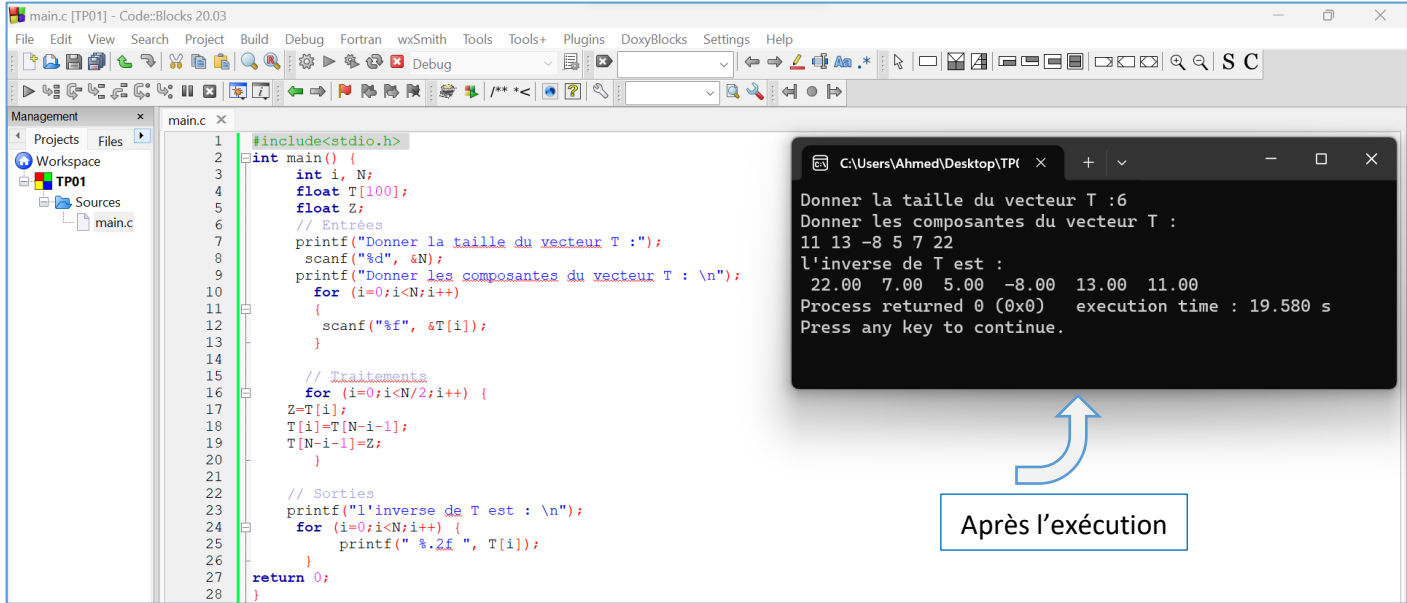 main.c [TP01] - Code::Blocks 20.03
File Edit View Search Project Build Debug Fortran wxSmith Tools Tools+ Plugins DoxyBlocks Settings Help
Debug
S C
/** *<
Management ×
Projects Files
Workspace
TP01
Sources
main.c
main.c ×
1 #include<stdio.h>
2 int main() {
3 int i, N;
4 float T[100];
5 float Z;
6 // Entrées
7 printf("Donner la taille du vecteur T :");
8 scanf("%d", &N);
9 printf("Donner les composantes du vecteur T : \n");
10 for (i=0;i<N;i++)
11 {
12 scanf("%f", &T[i]);
13 }
14
15 // Traitements
16 for (i=0;i<N/2;i++) {
17 Z=T[i];
18 T[i]=T[N-i-1];
19 T[N-i-1]=Z;
20 }
21
22 // Sorties
23 printf("l'inverse de T est : \n");
24 for (i=0;i<N;i++) {
25 printf(" %.2f ", T[i]);
26 }
27 return 0;
28 }
C:\Users\Ahmed\Desktop\TP(
Donner la taille du vecteur T :6
Donner les composantes du vecteur T :
11 13 -8 5 7 22
l'inverse de T est :
22.00 7.00 5.00 -8.00 13.00 11.00
Process returned 0 (0x0) execution time : 19.580 s
Press any key to continue.
Après l'exécution